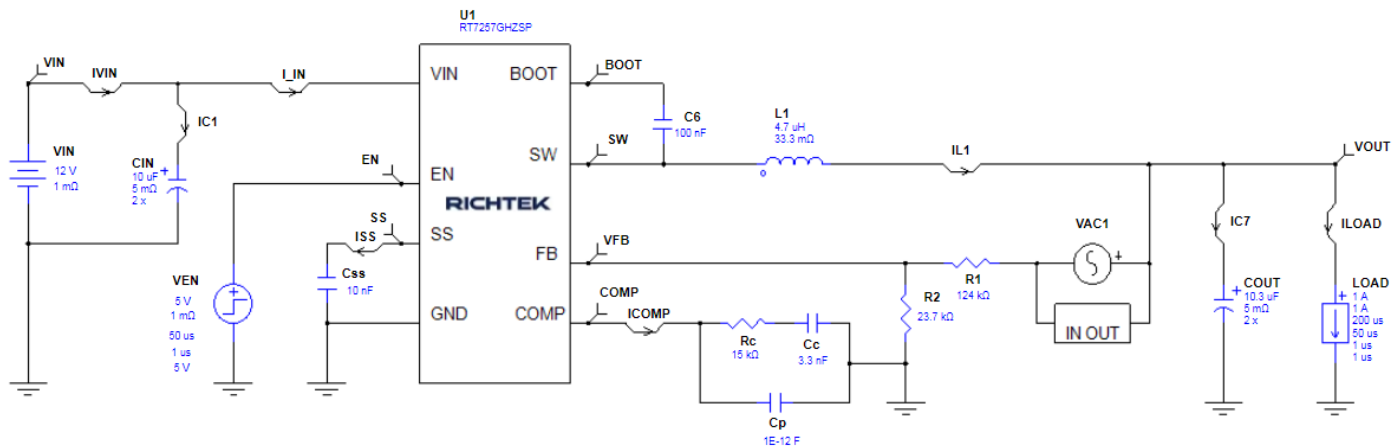 U1
RT7257GHZSP
VIN
IVIN
I_IN
VIN
BOOT
BOOT
IC1
C6
100 nF
L1
4.7 uH
33.3 mΩ
VIN
12 V
1 mΩ
CIN
+
10 uF
5 mΩ
2 x
EN
EN
SW
SW
IL1
VOUT
RICHTEK
SS
ISS
SS
FB
VFB
VAC1
+
IC7
ILOAD
VEN
5 V
1 mΩ
50 us
1 us
5 V
+
Css
10 nF
GND
COMP
COMP
ICOMP
R2
23.7 kΩ
R1
124 kΩ
IN OUT
COUT
+
10.3 uF
5 mΩ
2 x
LOAD
+
1 A
1 A
200 us
50 us
1 us
1 us
Rc
15 kΩ
Cc
3.3 nF
Cp
1E-12 F
o